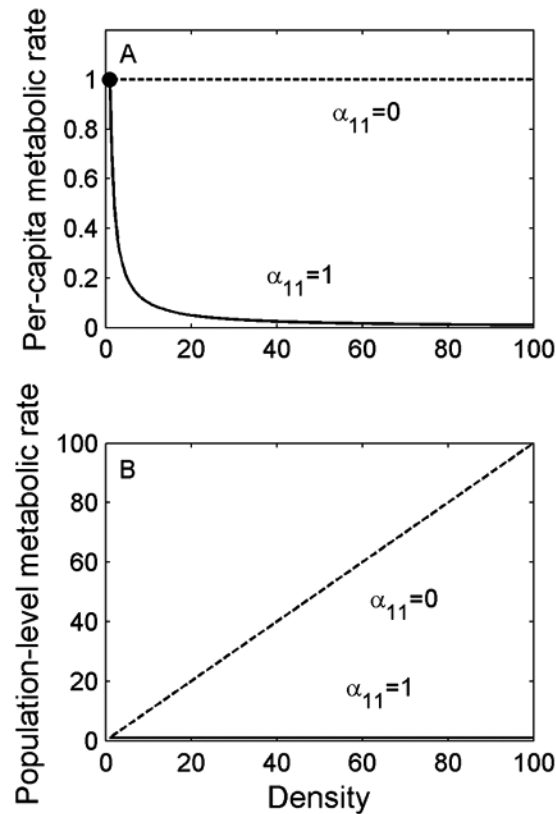 A
Per-capita metabolic rate
1
0.8
0.6
0.4
0.2
0
α11=0
α11=1
20 40 60 80 100
B
Population-level metabolic rate
100
80
60
40
20
0
α11=0
α11=1
0 20 40 60 80 100
Density